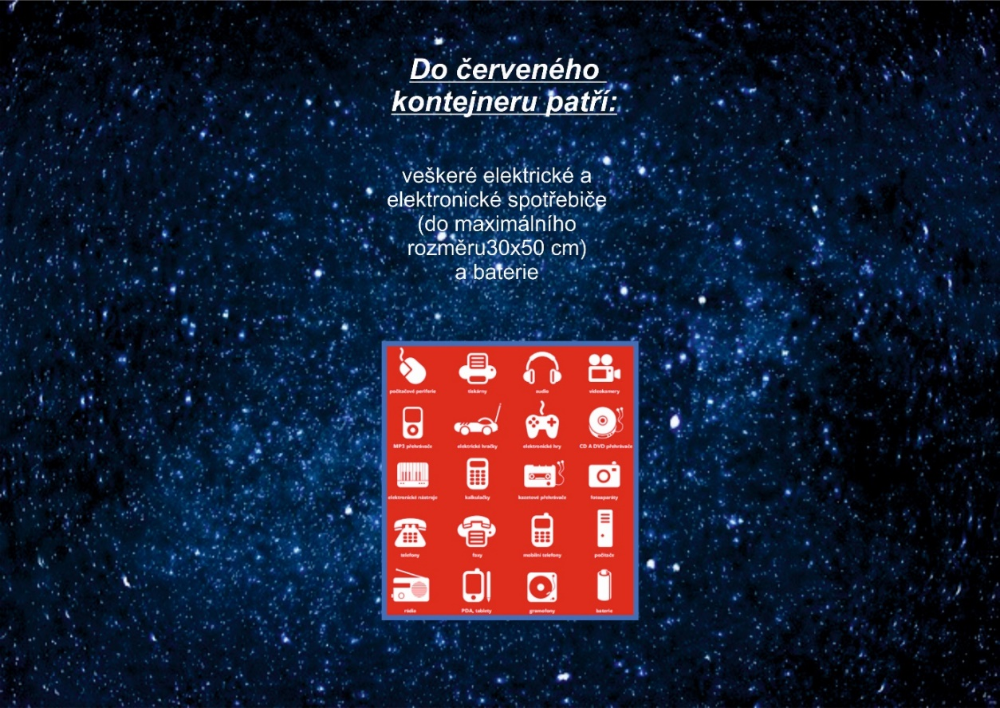 Do červeného
kontejneru patří:
veškeré elektrické a
elektronické spotřebiče
(do maximálního
rozměru30x50 cm)
a baterie
počítačové periferie
tiskárny
audio
videokamery
MP3 přehrávače
elektrické hračky
elektronické hry
CD A DVD přehrávače
elektronické nástroje
kalkulačky
kazetové přehrávače
fotoaparáty
telefony
faxy
mobilní telefony
počítače
rádia
PDA, tablety
gramofony
baterie